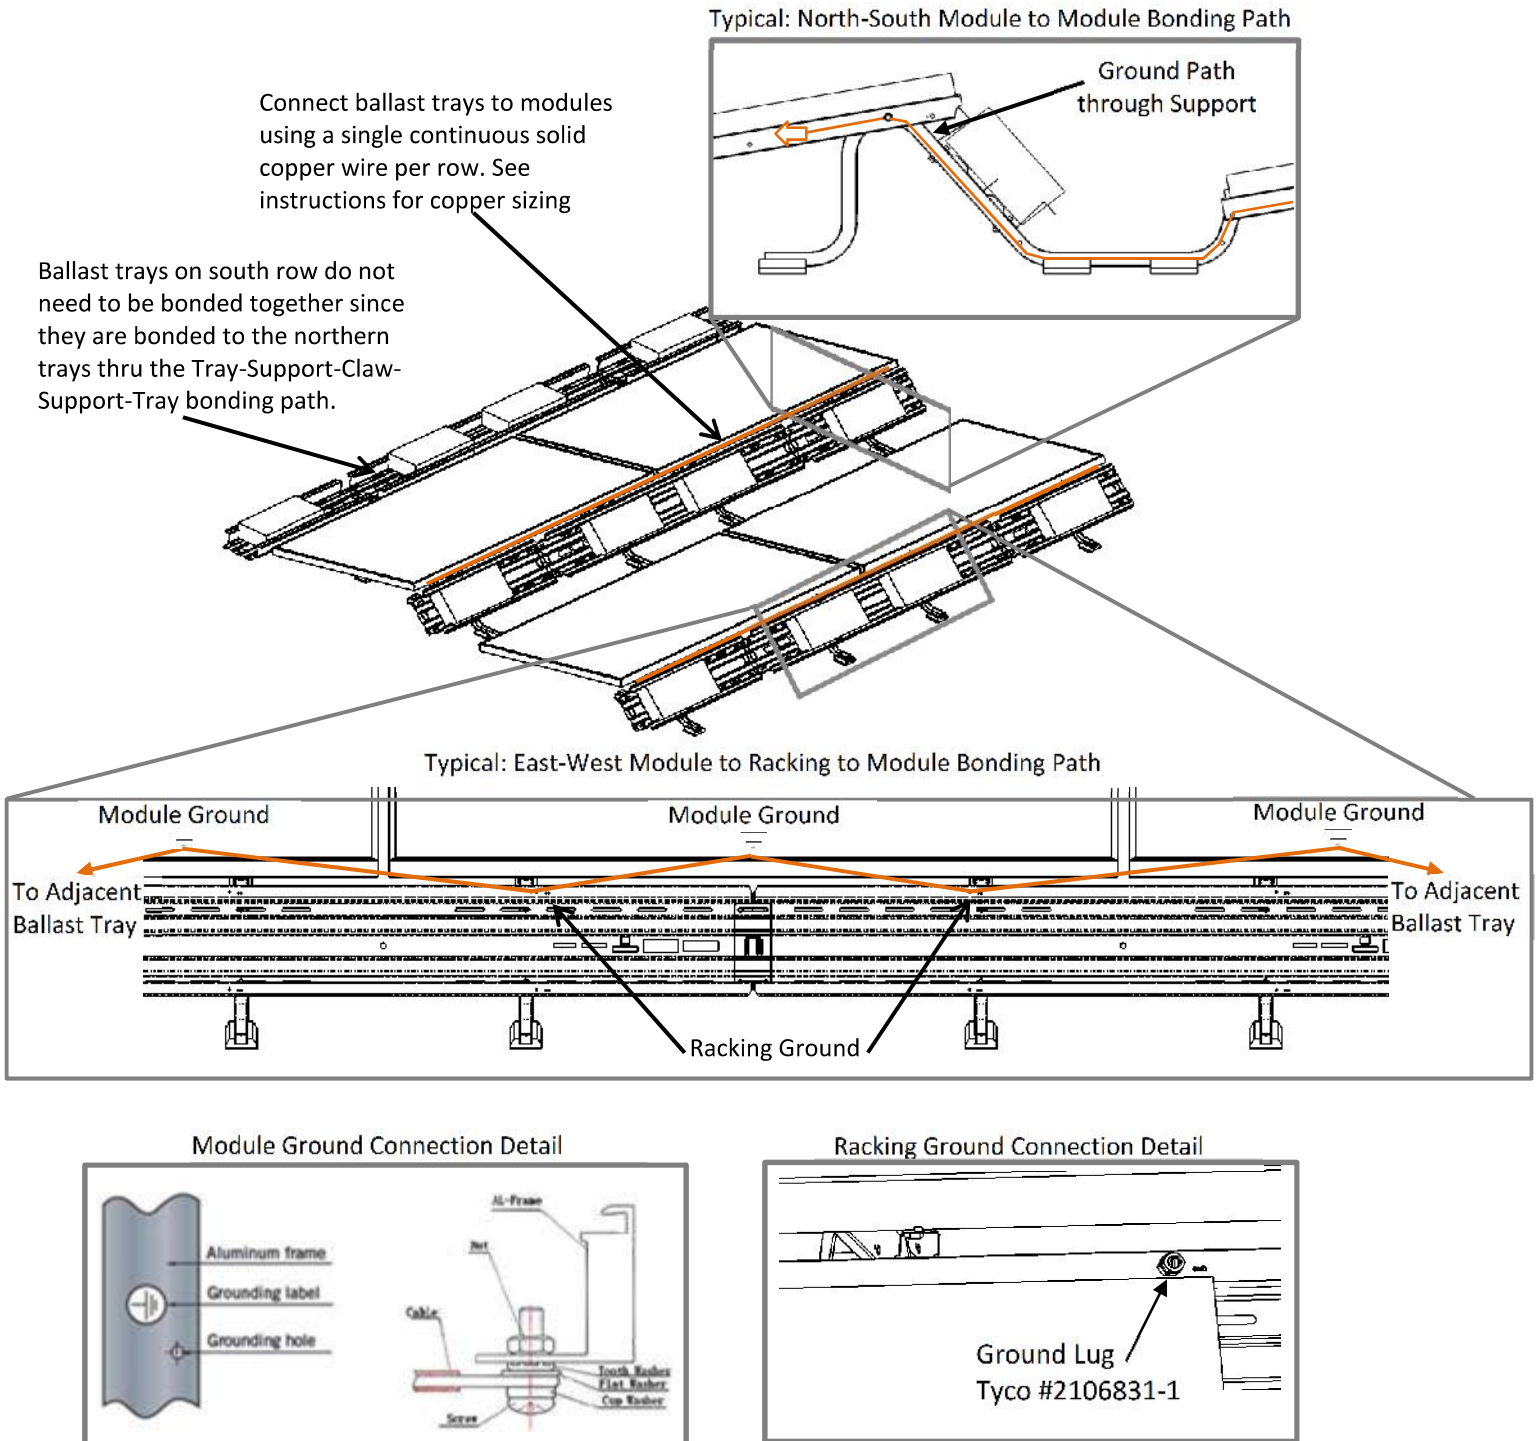 Typical: North-South Module to Module Bonding Path
Ground Path
through Support
Connect ballast trays to modules
using a single continuous solid
copper wire per row. See
instructions for copper sizing
Ballast trays on south row do not
need to be bonded together since
they are bonded to the northern
trays thru the Tray-Support-Claw-
Support-Tray bonding path.
Typical: East-West Module to Racking to Module Bonding Path
Module Ground
Module Ground
Module Ground
To Adjacent
Ballast Tray
To Adjacent
Ballast Tray
Racking Ground
Module Ground Connection Detail
Aluminum frame
Grounding label
Grounding hole
AL-Frame
Nut
Cable
Tooth Washer
Flat Washer
Cup Washer
Screw
Racking Ground Connection Detail
Ground Lug
Tyco #2106831-1